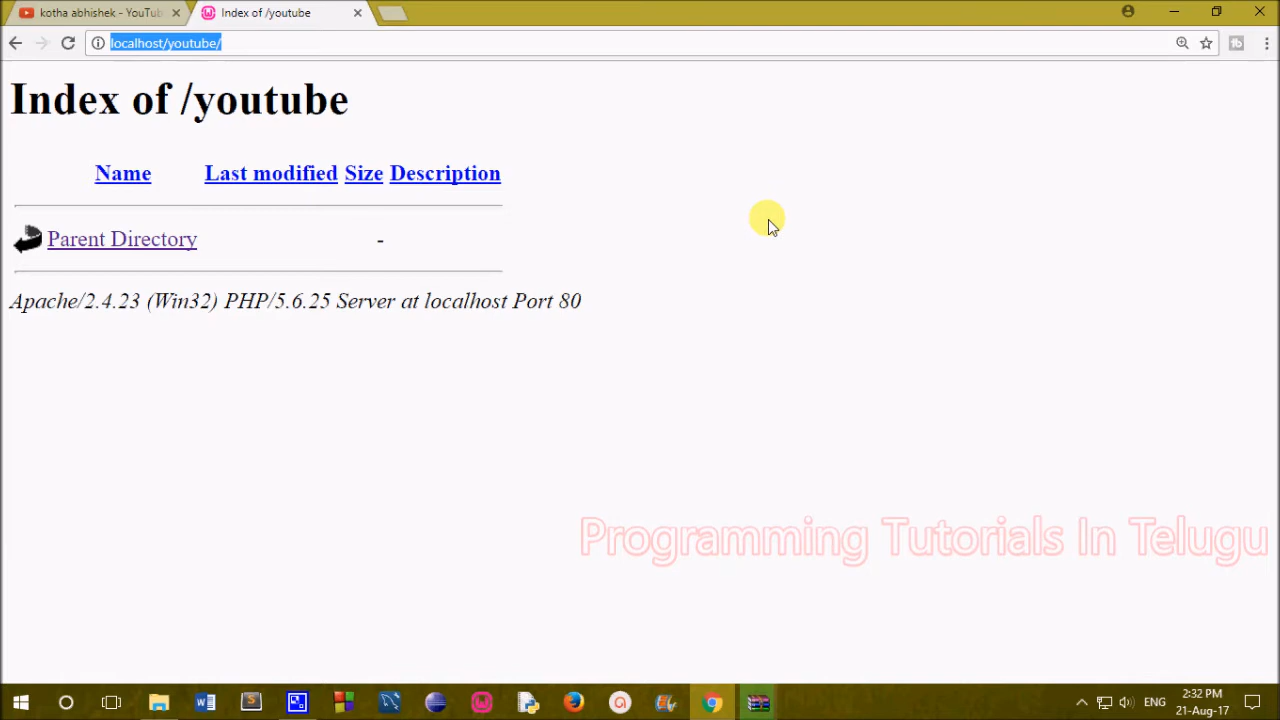 kotha abhishek - YouTub
Index of /youtube
localhost/youtube/
Index of /youtube
Name Last modified Size Description
Parent Directory -
Apache/2.4.23 (Win32) PHP/5.6.25 Server at localhost Port 80
Programming Tutorials In Telugu
ENG
2:32 PM
21-Aug-17